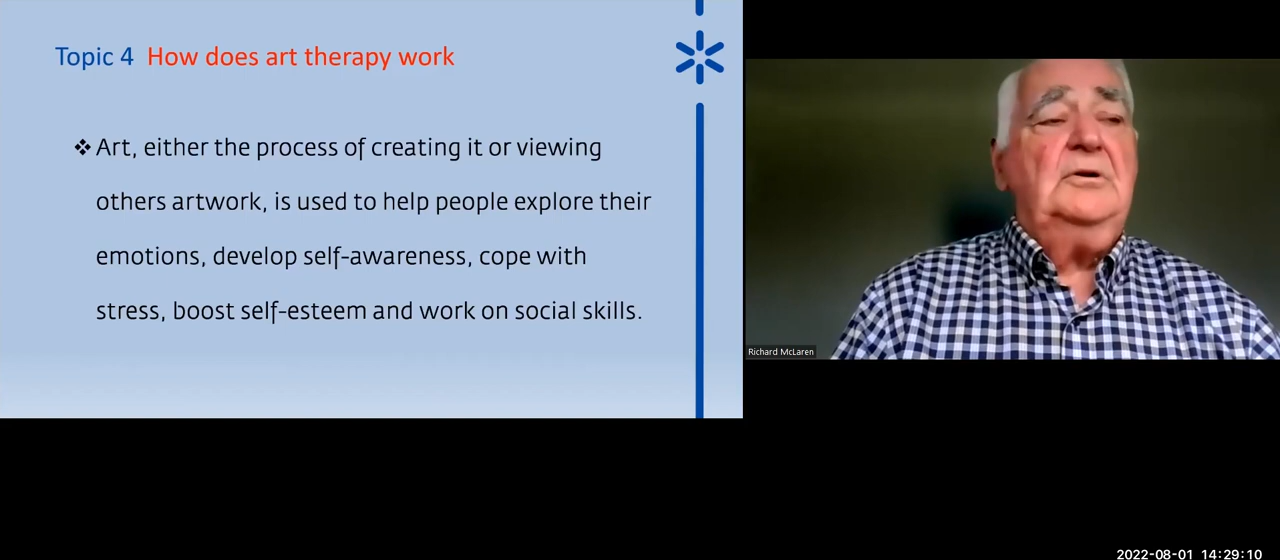 Topic 4 How does art therapy work
❖ Art, either the process of creating it or viewing
others artwork, is used to help people explore their
emotions, develop self-awareness, cope with
stress, boost self-esteem and work on social skills.
Richard McLaren
2022-08-01 14:29:10